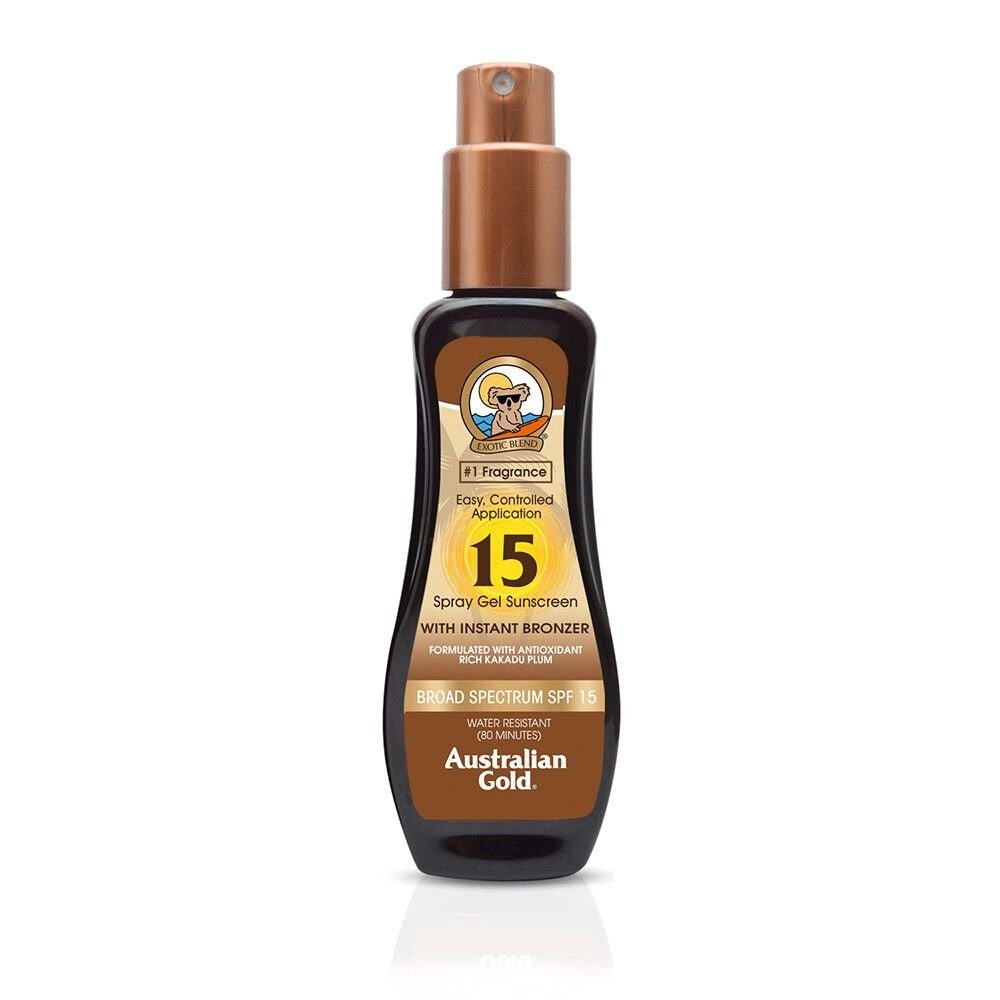 EXOTIC BLEND®
#1 Fragrance
Easy, Controlled
Application
15
Spray Gel Sunscreen
WITH INSTANT BRONZER
FORMULATED WITH ANTIOXIDANT
RICH KAKADU PLUM
BROAD SPECTRUM SPF 15
WATER RESISTANT
(80 MINUTES)
Australian
Gold®